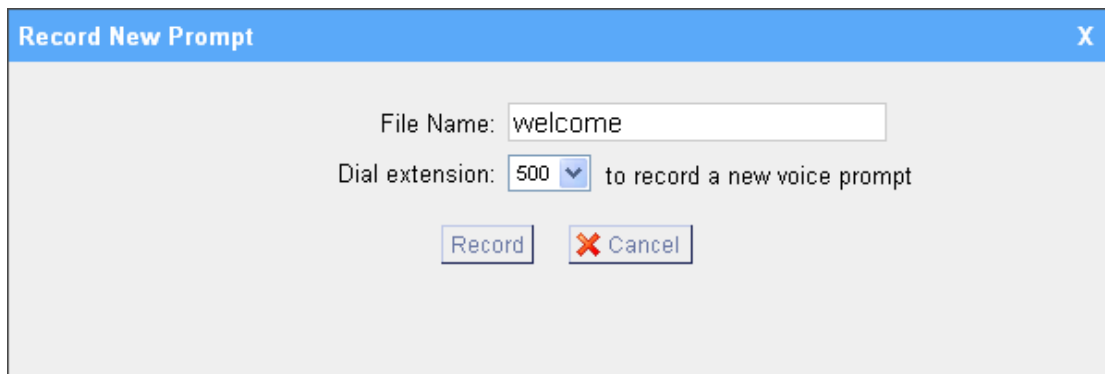 Record New Prompt X
File Name: welcome
Dial extension: 500 to record a new voice prompt
Record Cancel